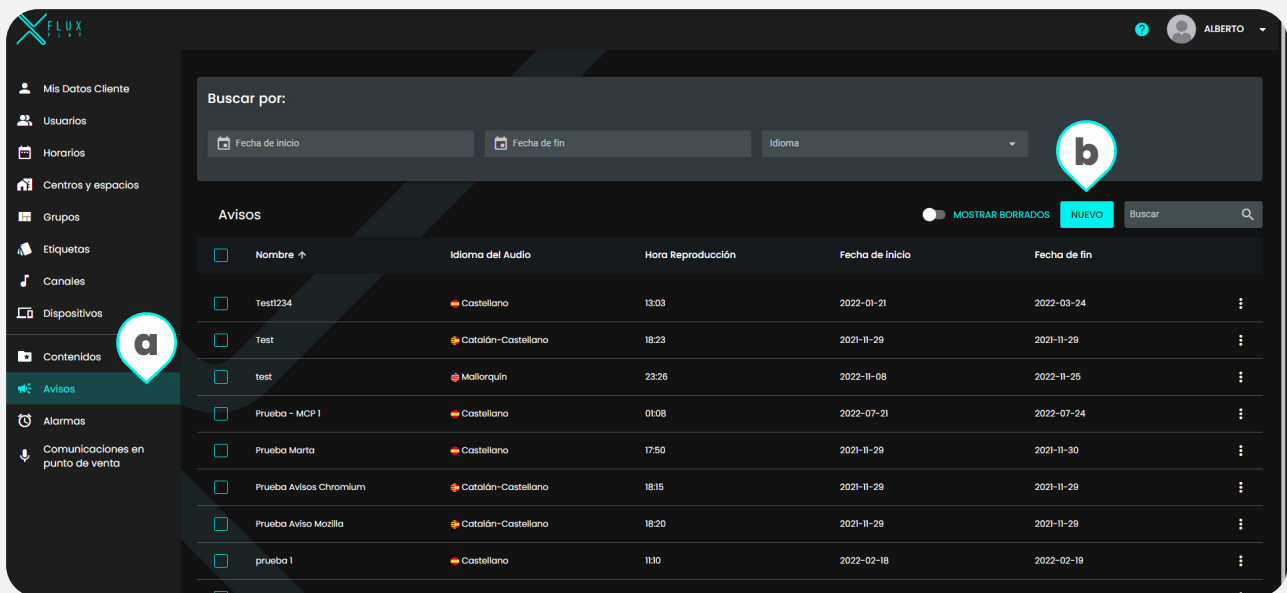 FLUX
PLAY
ALBERTO
Mis Datos Cliente
Usuarios
Horarios
Centros y espacios
Grupos
Etiquetas
Canales
Dispositivos
Contenidos
a
Avisos
Alarmas
Comunicaciones en
punto de venta
Buscar por:
Fecha de inicio
Fecha de fin
Idioma
b
Avisos
MOSTRAR BORRADOS
NUEVO
Buscar
Nombre ↑ Idioma del Audio Hora Reproducción Fecha de inicio Fecha de fin
Test1234 Castellano 13:03 2022-01-21 2022-03-24
Test Catalán-Castellano 18:23 2021-11-29 2021-11-29
test Mallorquín 23:26 2022-11-08 2022-11-25
Prueba - MCP 1 Castellano 01:08 2022-07-21 2022-07-24
Prueba Marta Castellano 17:50 2021-11-29 2021-11-30
Prueba Avisos Chromium Catalán-Castellano 18:15 2021-11-29 2021-11-29
Prueba Aviso Mozilla Catalán-Castellano 18:20 2021-11-29 2021-11-29
prueba 1 Castellano 11:10 2022-02-18 2022-02-19